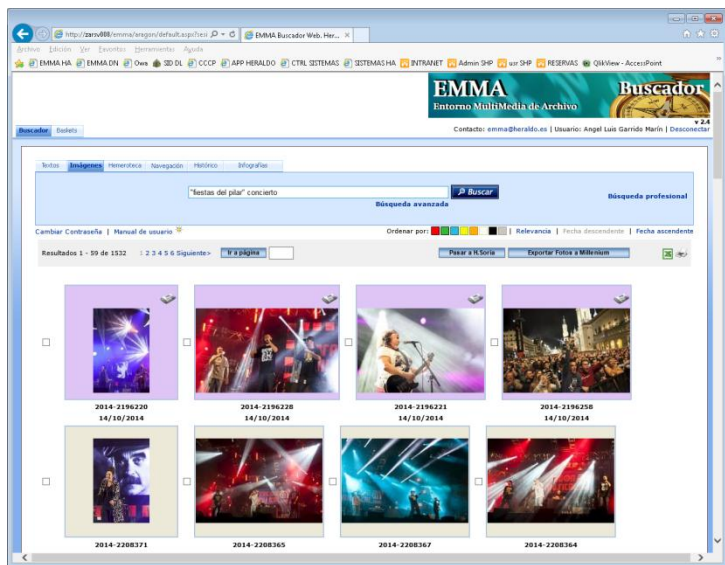 http://zarsv008/emma/aragon/default.aspx?sesi
EMMA Buscador Web. Her...
Archivo Edición Ver Favoritos Herramientas Ayuda
EMMA HA EMMA DN Owa SID DL CCCP APP HERALDO CTRL SISTEMAS SISTEMAS HA INTRANET Admin SHP usr SHP RESERVAS QlikView - AccessPoint
EMMA Buscador
Entorno MultiMedia de Archivo
v 2.4
Buscador Baskets Contacto: emma@heraldo.es | Usuario: Angel Luis Garrido Marín | Desconectar
Textos Imágenes Hemeroteca Navegación Histórico Infografías
"fiestas del pilar" concierto Buscar
Búsqueda avanzada Búsqueda profesional
Cambiar Contraseña | Manual de usuario Ordenar por: | Relevancia | Fecha descendente | Fecha ascendente
Resultados 1 - 59 de 1532 1 2 3 4 5 6 Siguiente> Ir a página Pasar a H.Soria Exportar Fotos a Millenium
2014-2196220 2014-2196228 2014-2196221 2014-2196258
14/10/2014 14/10/2014 14/10/2014 14/10/2014
2014-2208371 2014-2208365 2014-2208367 2014-2208364